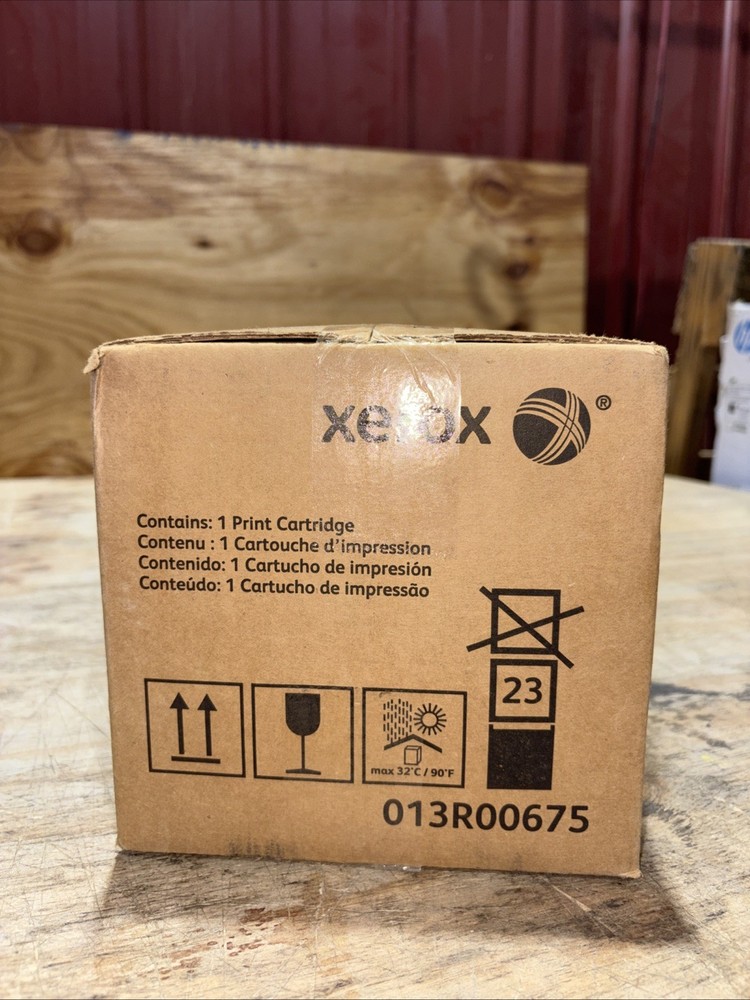 xerox ®
Contains: 1 Print Cartridge
Contenu : 1 Cartouche d'impression
Contenido: 1 Cartucho de impresión
Conteúdo: 1 Cartucho de impressão
23
max 32°C / 90°F
013R00675
hp